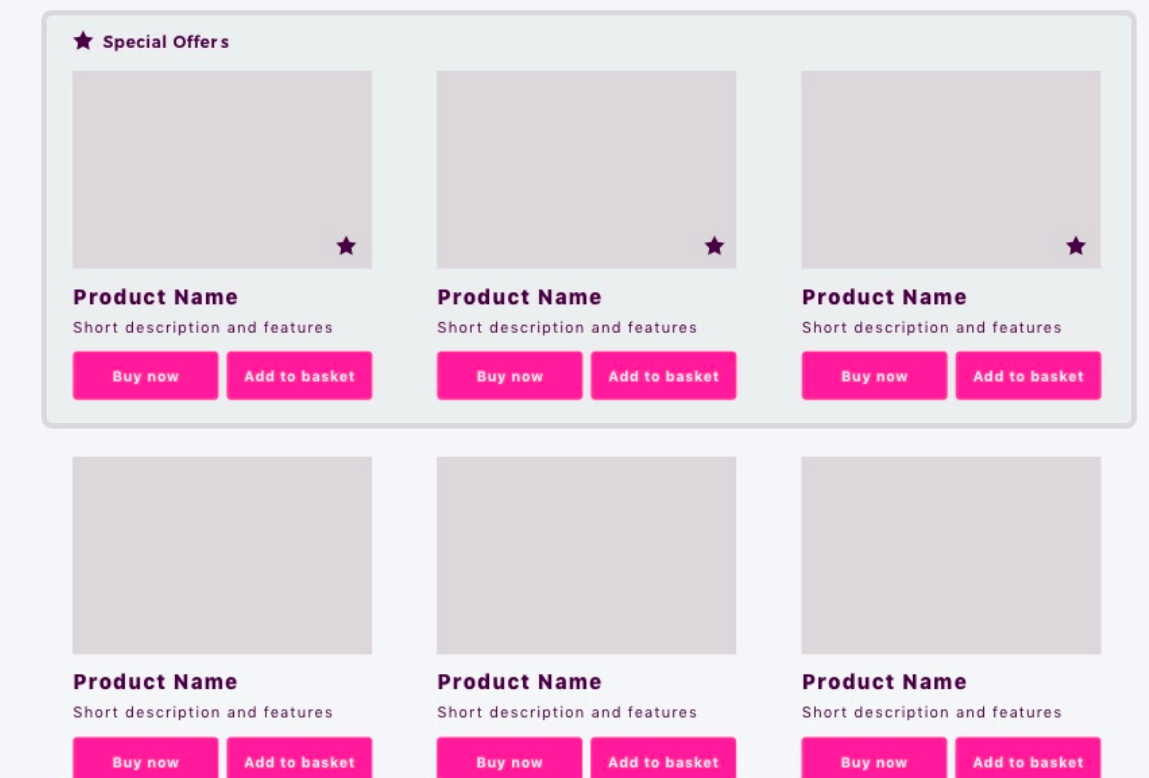 Special Offers
Product Name Product Name Product Name
Short description and features Short description and features Short description and features
Buy now Add to basket Buy now Add to basket Buy now Add to basket
Product Name Product Name Product Name
Short description and features Short description and features Short description and features
Buy now Add to basket Buy now Add to basket Buy now Add to basket